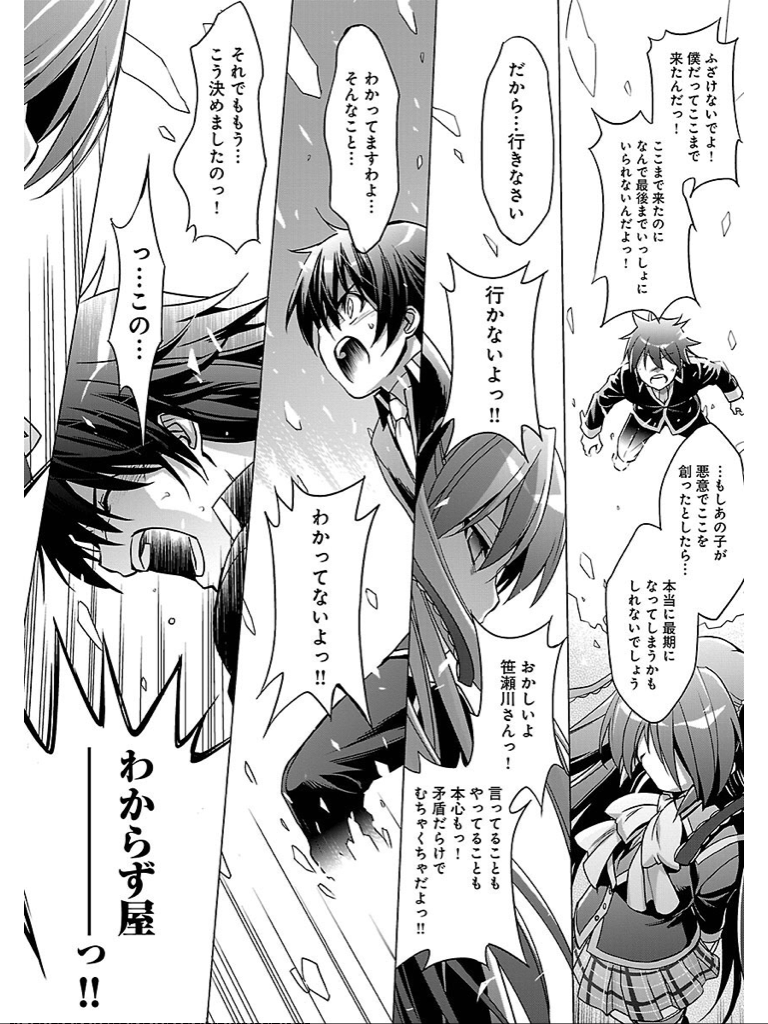 ふざけないでよ！
僕だってここまで
来たんだっ！
ここまで来たのに
なんで最後までいっしょに
いられないんだよっ！
…もしあの子が
悪意でここを
創ったとしたら…
本当に最期に
なってしまうかも
しれないでしょう
だから…行きなさい
行かないよっ!!
おかしいよ
笹瀬川さんっ！
言ってることも
やってることも
本心もっ！
矛盾だらけで
むちゃくちゃだよっ!!
わかってますわよ…
そんなこと…
わかってないよっ!!
それでももう…
こう決めましたのっ！
っ…この…
わからず屋
――っ!!